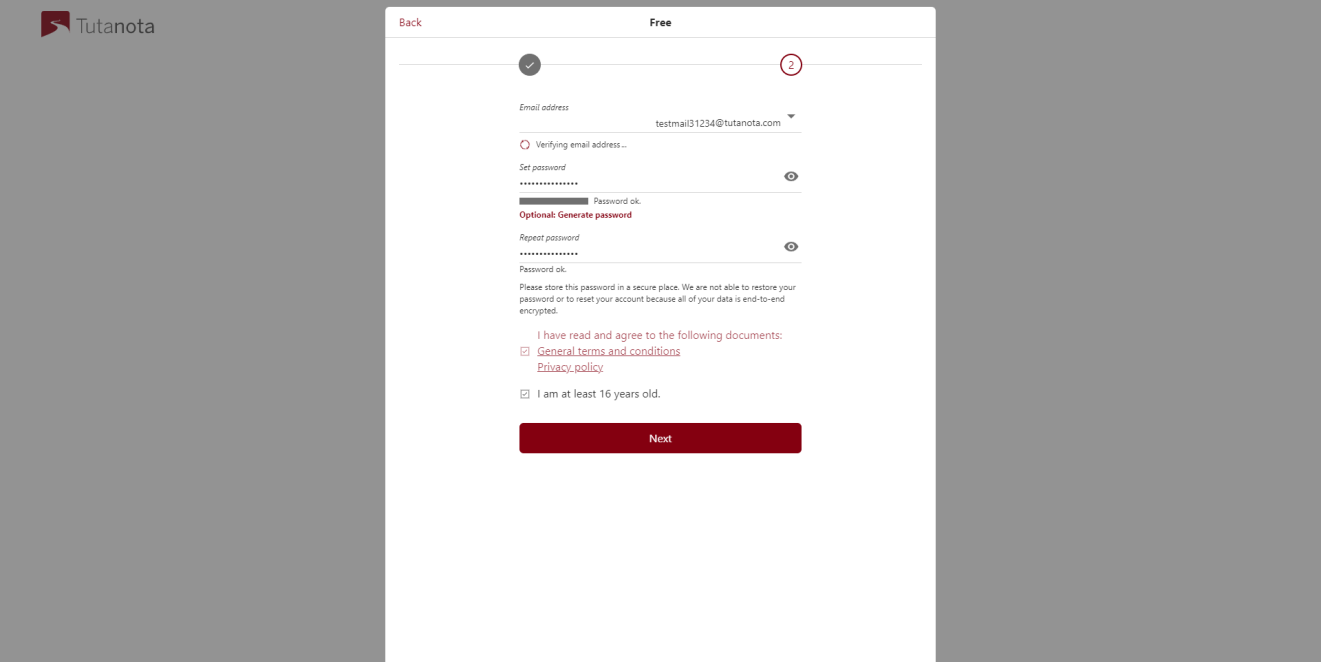 Tutanota
Back
Free
2
Email address
testmail31234@tutanota.com
Verifying email address...
Set password
•••••••••••••••
Password ok.
Optional: Generate password
Repeat password
•••••••••••••••
Password ok.
Please store this password in a secure place. We are not able to restore your
password or to reset your account because all of your data is end-to-end
encrypted.
I have read and agree to the following documents:
General terms and conditions
Privacy policy
I am at least 16 years old.
Next